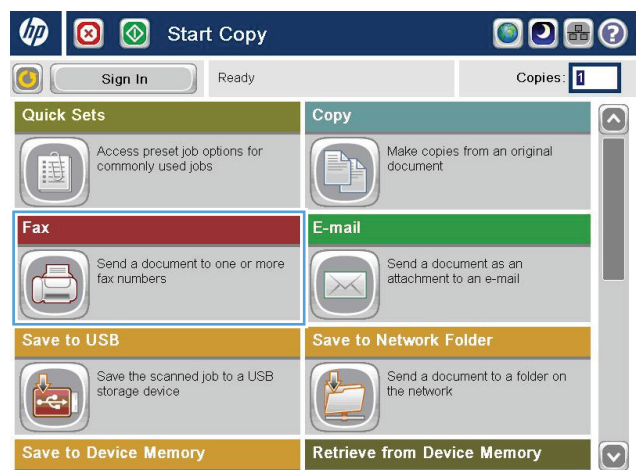 hp Start Copy ?
Sign In Ready Copies: 1
Quick Sets
Access preset job options for
commonly used jobs
Copy
Make copies from an original
document
Fax
Send a document to one or more
fax numbers
E-mail
Send a document as an
attachment to an e-mail
Save to USB
Save the scanned job to a USB
storage device
Save to Network Folder
Send a document to a folder on
the network
Save to Device Memory
Retrieve from Device Memory